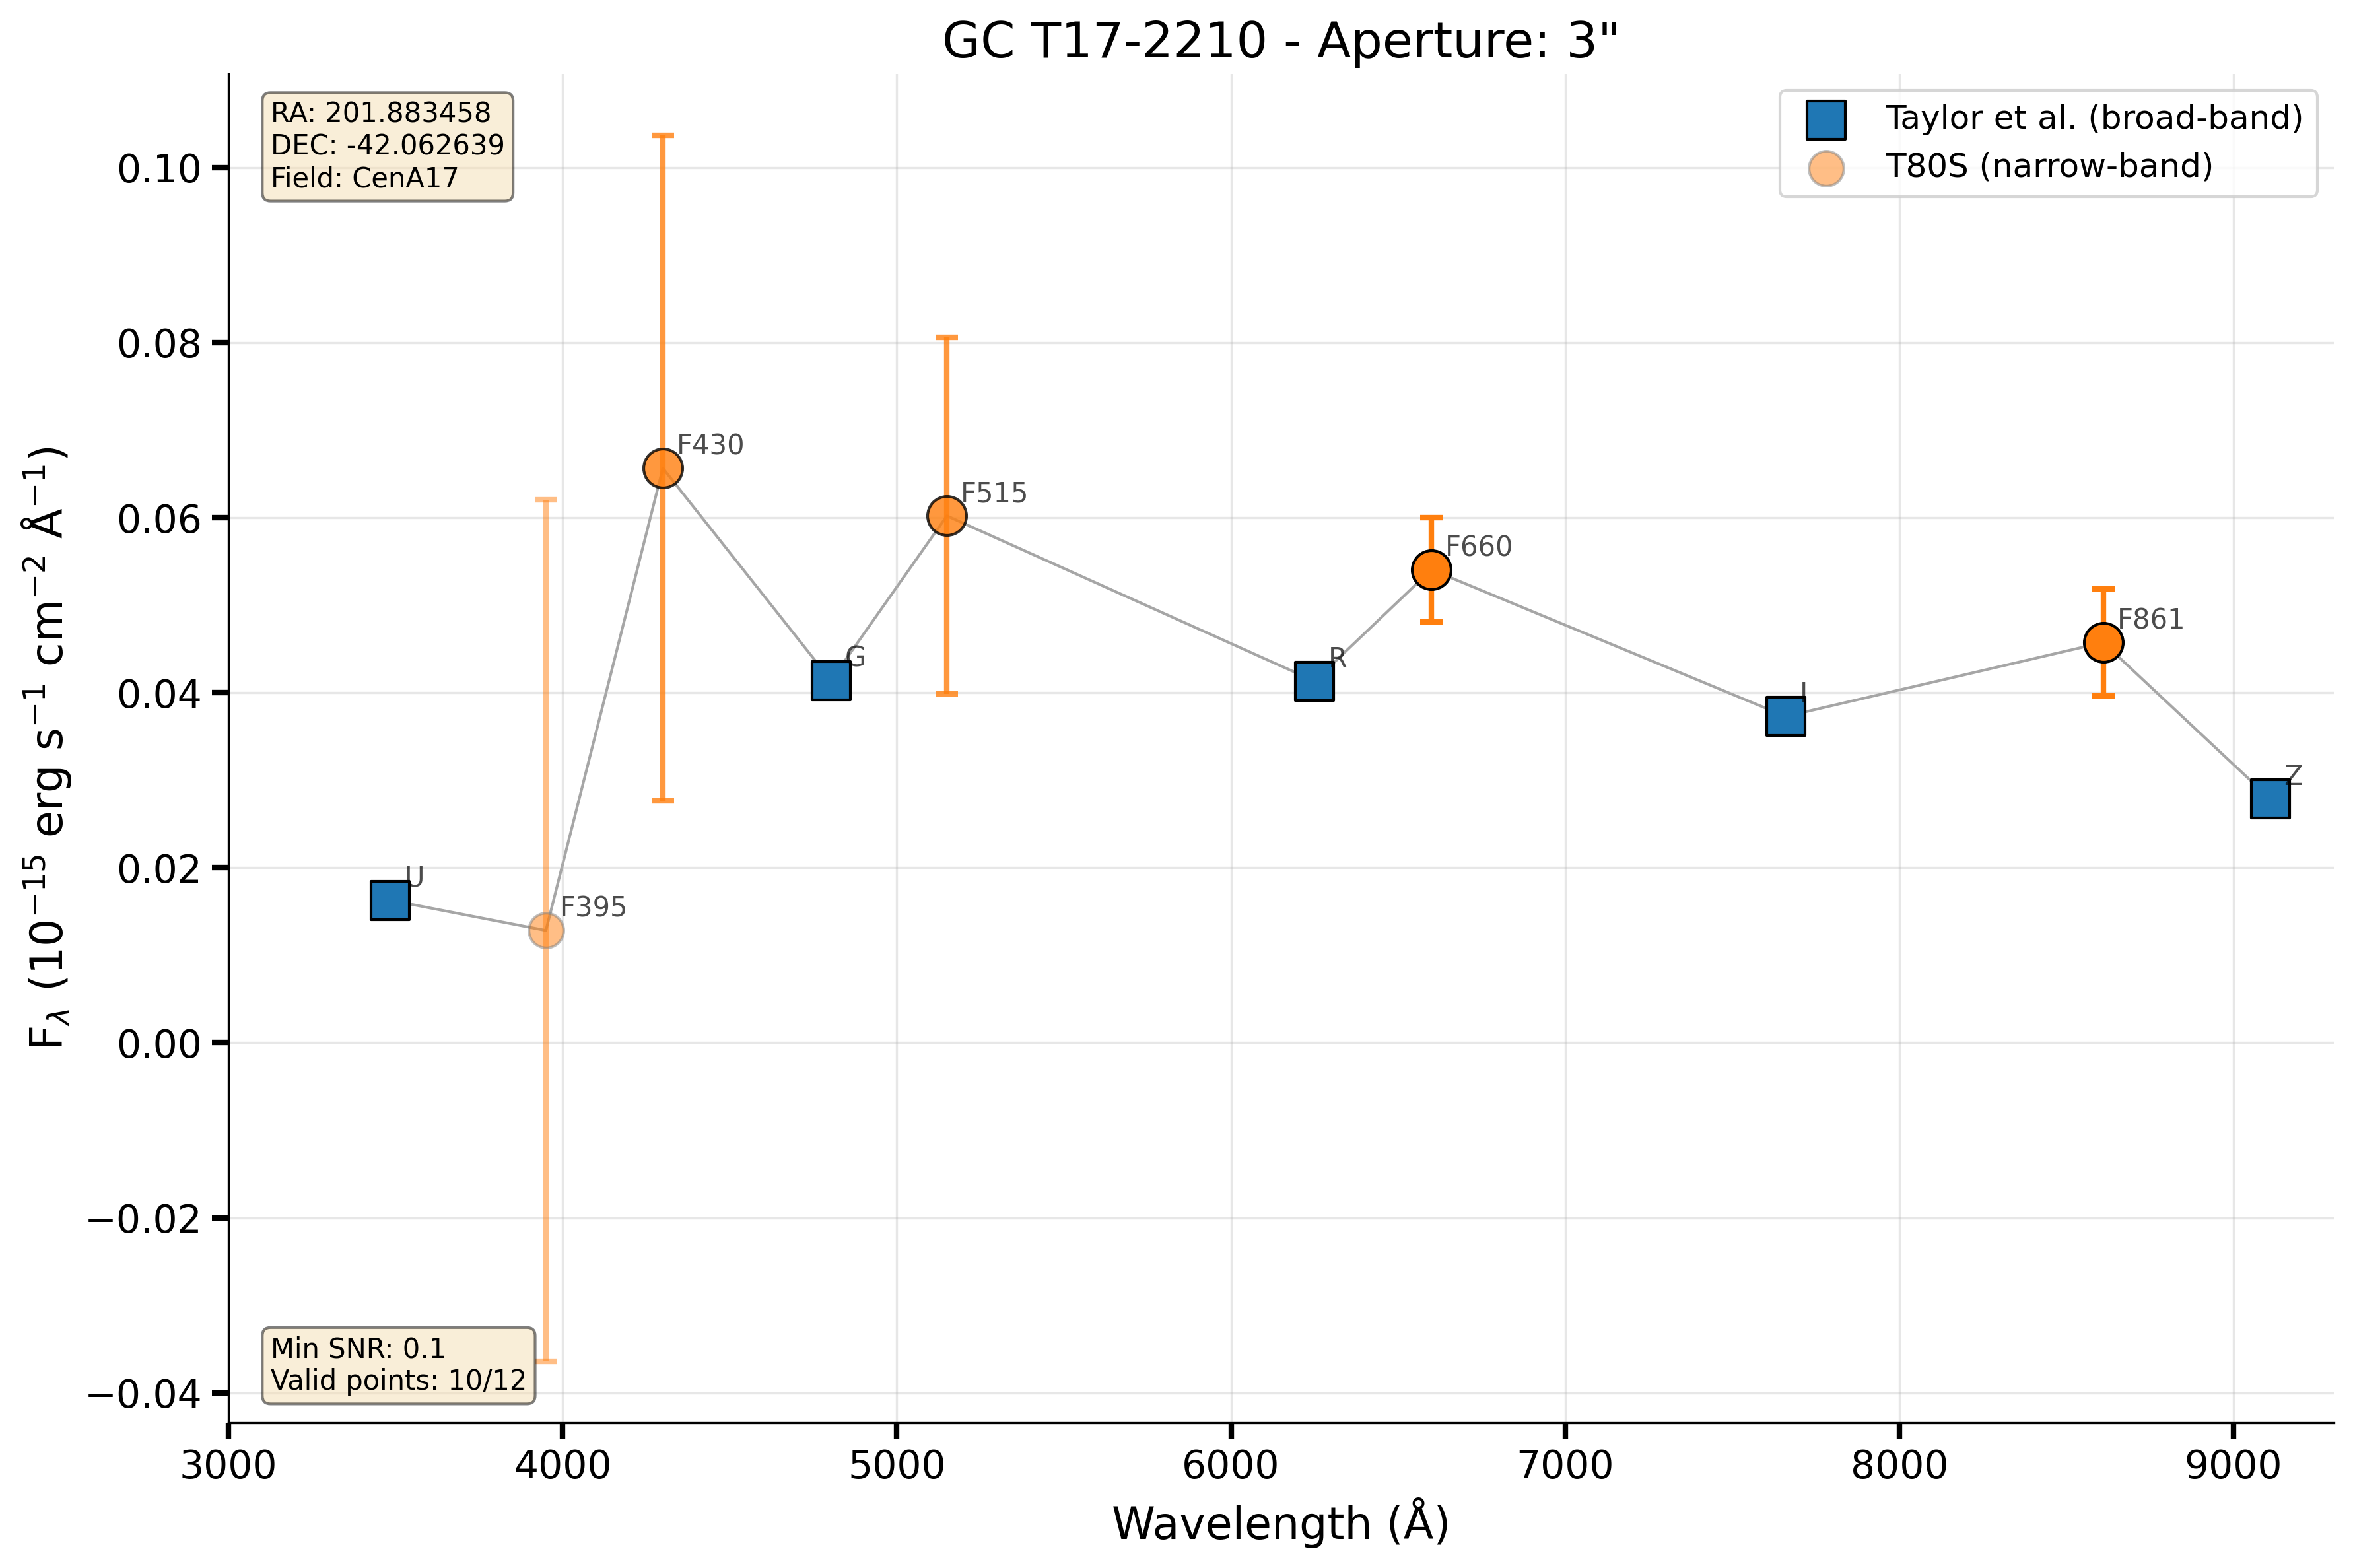 GC T17-2210 - Aperture: 3"
RA: 201.883458
DEC: -42.062639
Field: CenA17
Taylor et al. (broad-band)
T80S (narrow-band)
0.10
0.08
0.06
0.04
0.02
0.00
−0.02
−0.04
F_λ (10⁻¹⁵ erg s⁻¹ cm⁻² Å⁻¹)
U
F395
F430
G
F515
R
F660
I
F861
Z
Min SNR: 0.1
Valid points: 10/12
3000 4000 5000 6000 7000 8000 9000
Wavelength (Å)